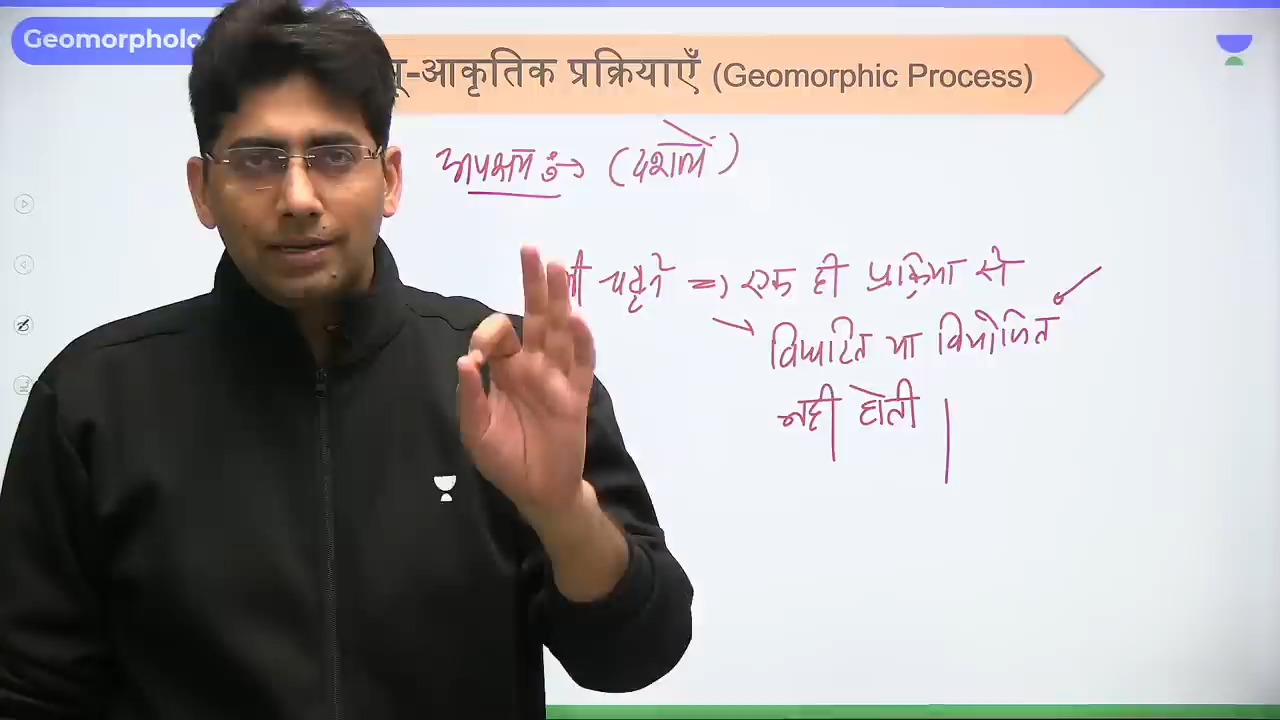 Geomorpholo
भू-आकृतिक प्रक्रियाएँ (Geomorphic Process)
अपक्षय :-> (दशाएं)
चट्टाने => एक ही प्रक्रिया से
विघटित या वियोजित
नही होती |